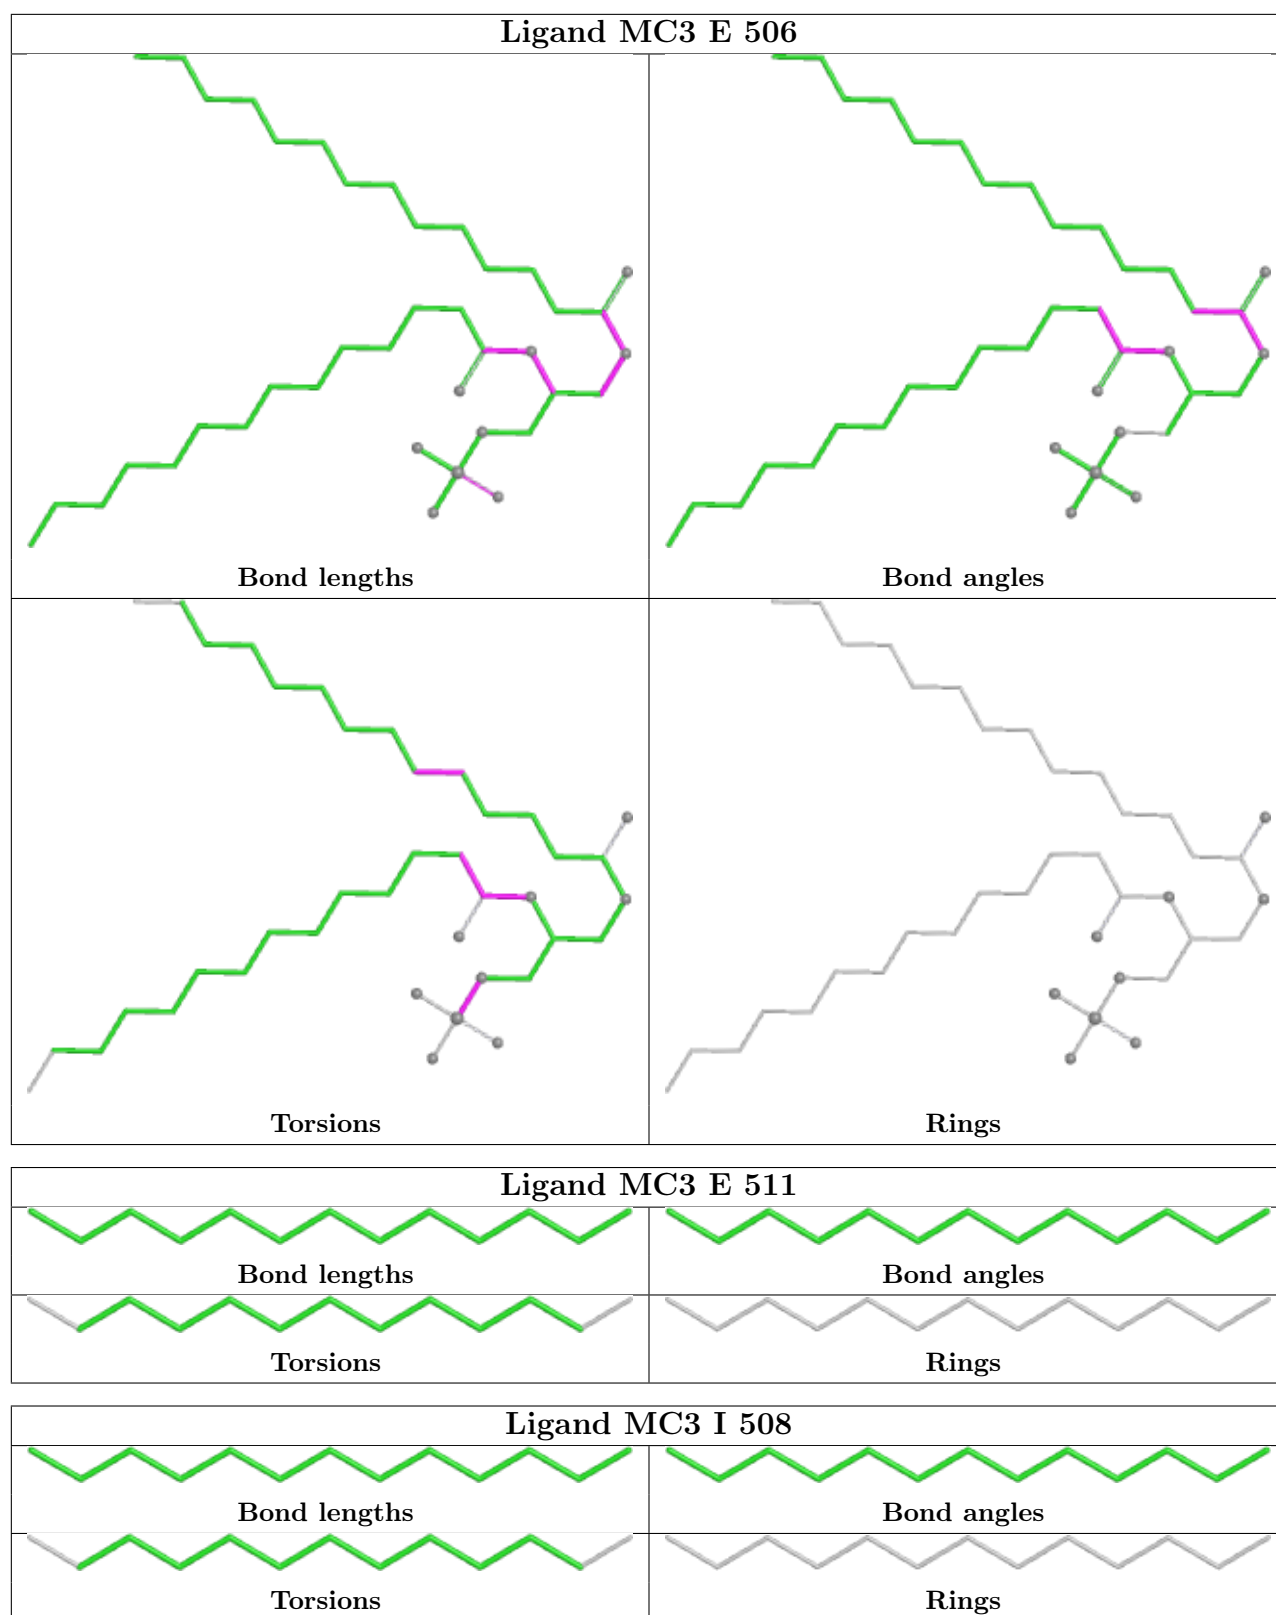 Ligand MC3 E 506
Bond lengths
Bond angles
Torsions
Rings
Ligand MC3 E 511
Bond lengths
Bond angles
Torsions
Rings
Ligand MC3 I 508
Bond lengths
Bond angles
Torsions
Rings